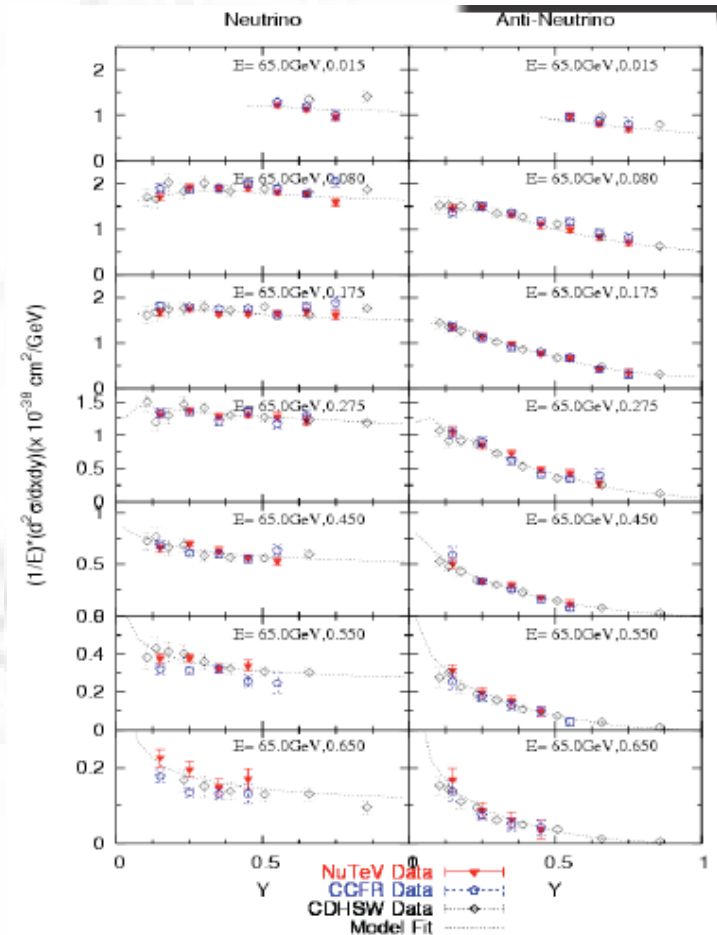 Neutrino Anti-Neutrino
E= 65.0GeV,0.015 E= 65.0GeV,0.015
2
1
0
E= 65.0GeV,0.080 E= 65.0GeV,0.080
2
1
0
E= 65.0GeV,0.175 E= 65.0GeV,0.175
2
1
0
E= 65.0GeV,0.275 E= 65.0GeV,0.275
1.5
1
0.5
0
E= 65.0GeV,0.450 E= 65.0GeV,0.450
1
0.5
E= 65.0GeV,0.550 E= 65.0GeV,0.550
0.4
0.2
0
E= 65.0GeV,0.650 E= 65.0GeV,0.650
0.2
0
0 0.5 0.5 1
Y Y
(1/E)*(d² σ/dxdy)(x 10⁻³⁸ cm²/GeV)
NuTeV Data
CCFR Data
CDHSW Data
Model Fit